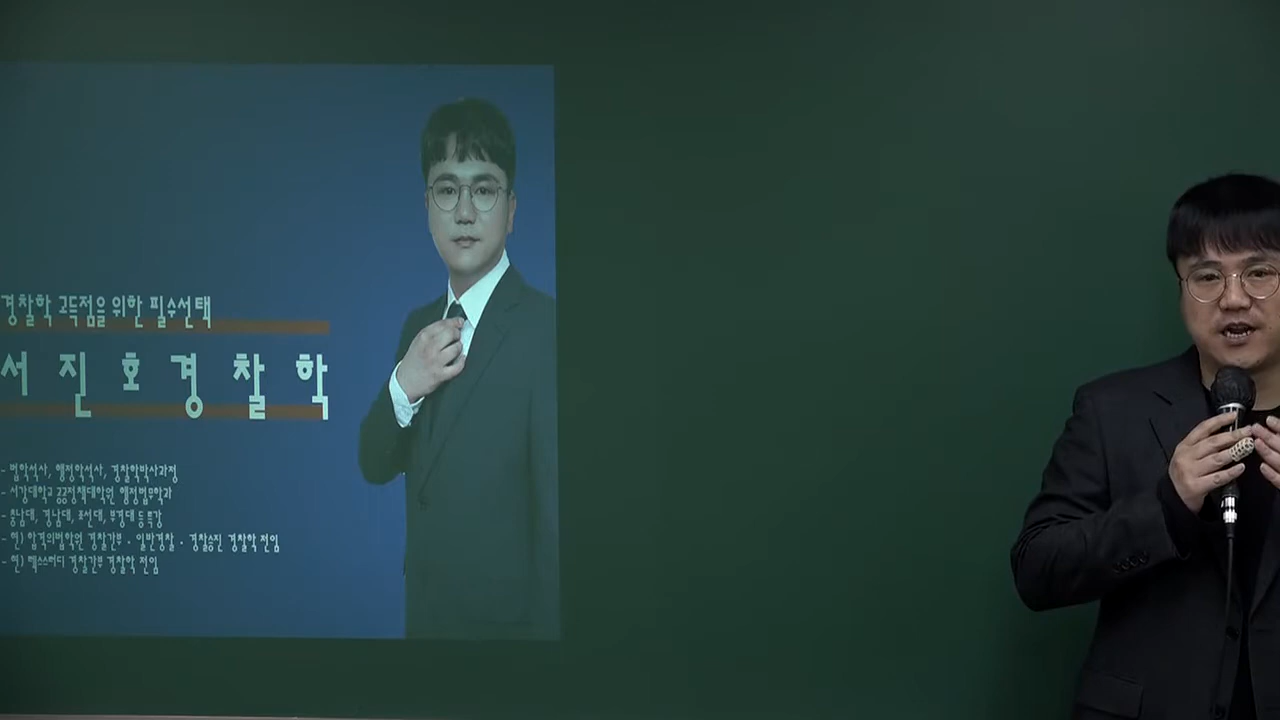 경찰학 고득점을 위한 필수선택
서진호경찰학
- 법학석사, 행정학석사, 경찰학박사과정
- 서강대학교 공공정책대학원 행정법무학과
- 충남대, 경남대, 조선대, 부경대 등 특강
- 현) 합격의법학원 경찰간부 · 일반경찰 · 경찰승진 경찰학 전임
- 현) 렉스스터디 경찰간부 경찰학 전임